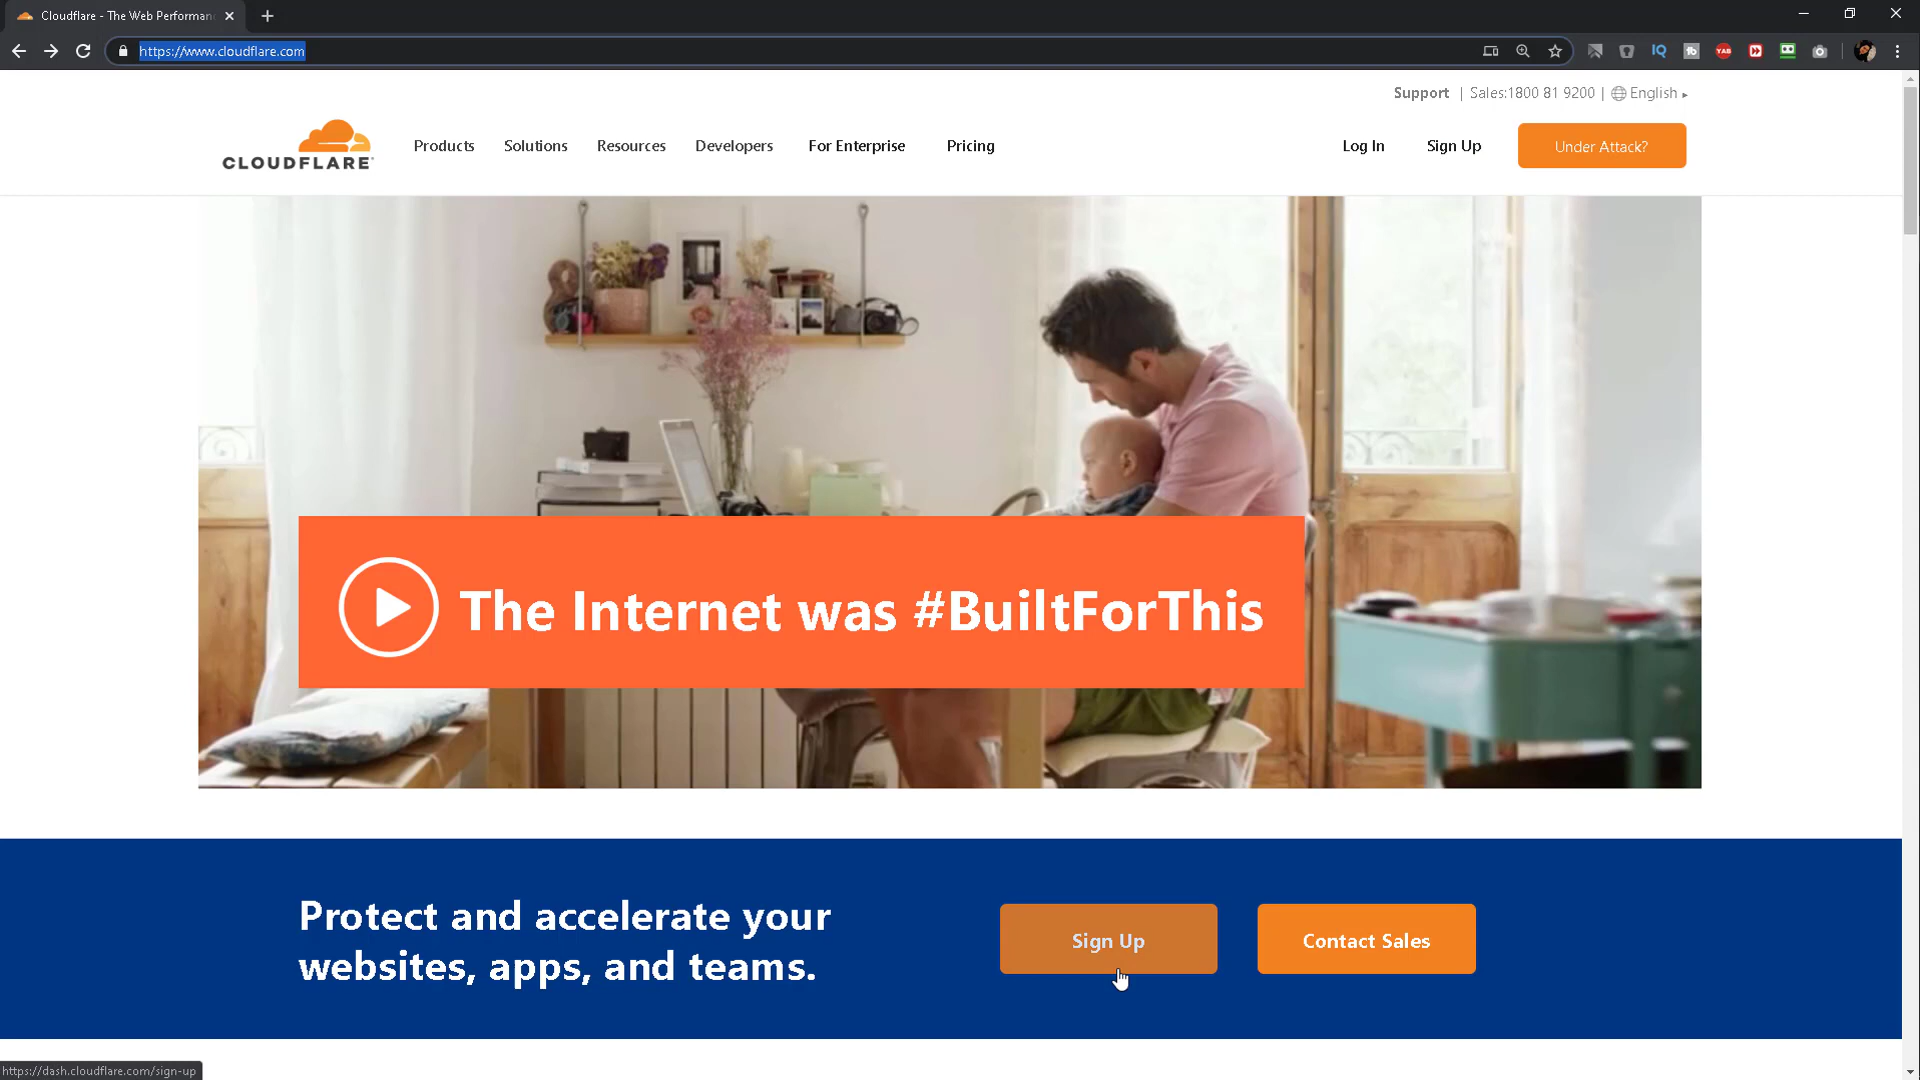 Cloudflare - The Web Performan
https://www.cloudflare.com
Support | Sales:1800 81 9200 | English ▸
CLOUDFLARE
Products Solutions Resources Developers For Enterprise Pricing Log In Sign Up Under Attack?
The Internet was #BuiltForThis
Protect and accelerate your
websites, apps, and teams.
Sign Up Contact Sales
https://dash.cloudflare.com/sign-up